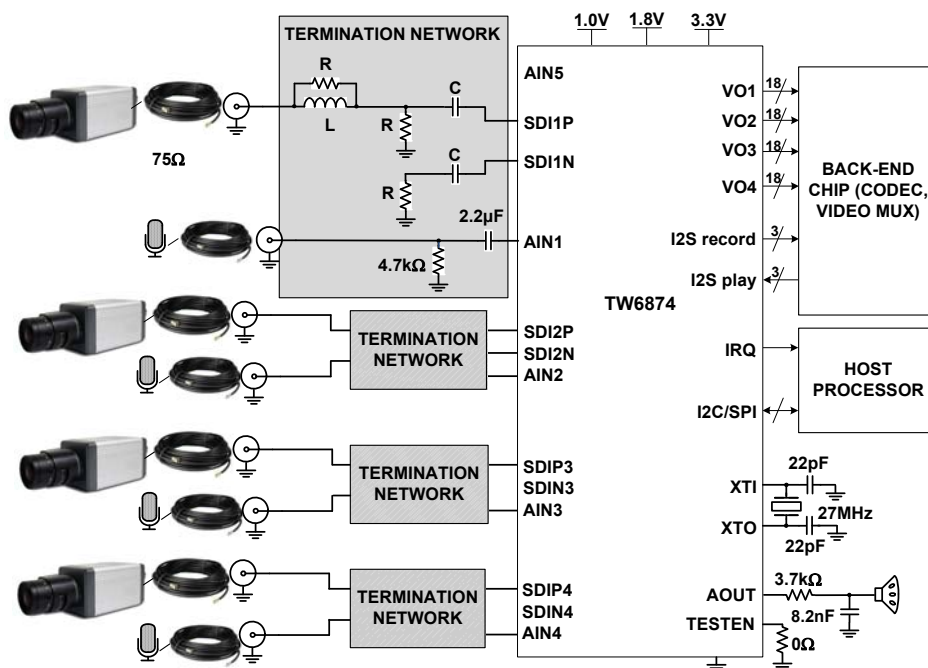 1.0V
1.8V
3.3V
TERMINATION NETWORK
R
L
C
R
C
R
75Ω
2.2µF
4.7kΩ
AIN5
SDI1P
SDI1N
AIN1
TERMINATION
NETWORK
SDI2P
SDI2N
AIN2
TERMINATION
NETWORK
SDIP3
SDIN3
AIN3
TERMINATION
NETWORK
SDIP4
SDIN4
AIN4
TW6874
VO1
18
VO2
18
VO3
18
VO4
18
I2S record
3
I2S play
3
BACK-END
CHIP (CODEC,
VIDEO MUX)
IRQ
I2C/SPI
HOST
PROCESSOR
XTI
22pF
27MHz
XTO
22pF
AOUT
3.7kΩ
8.2nF
TESTEN
0Ω